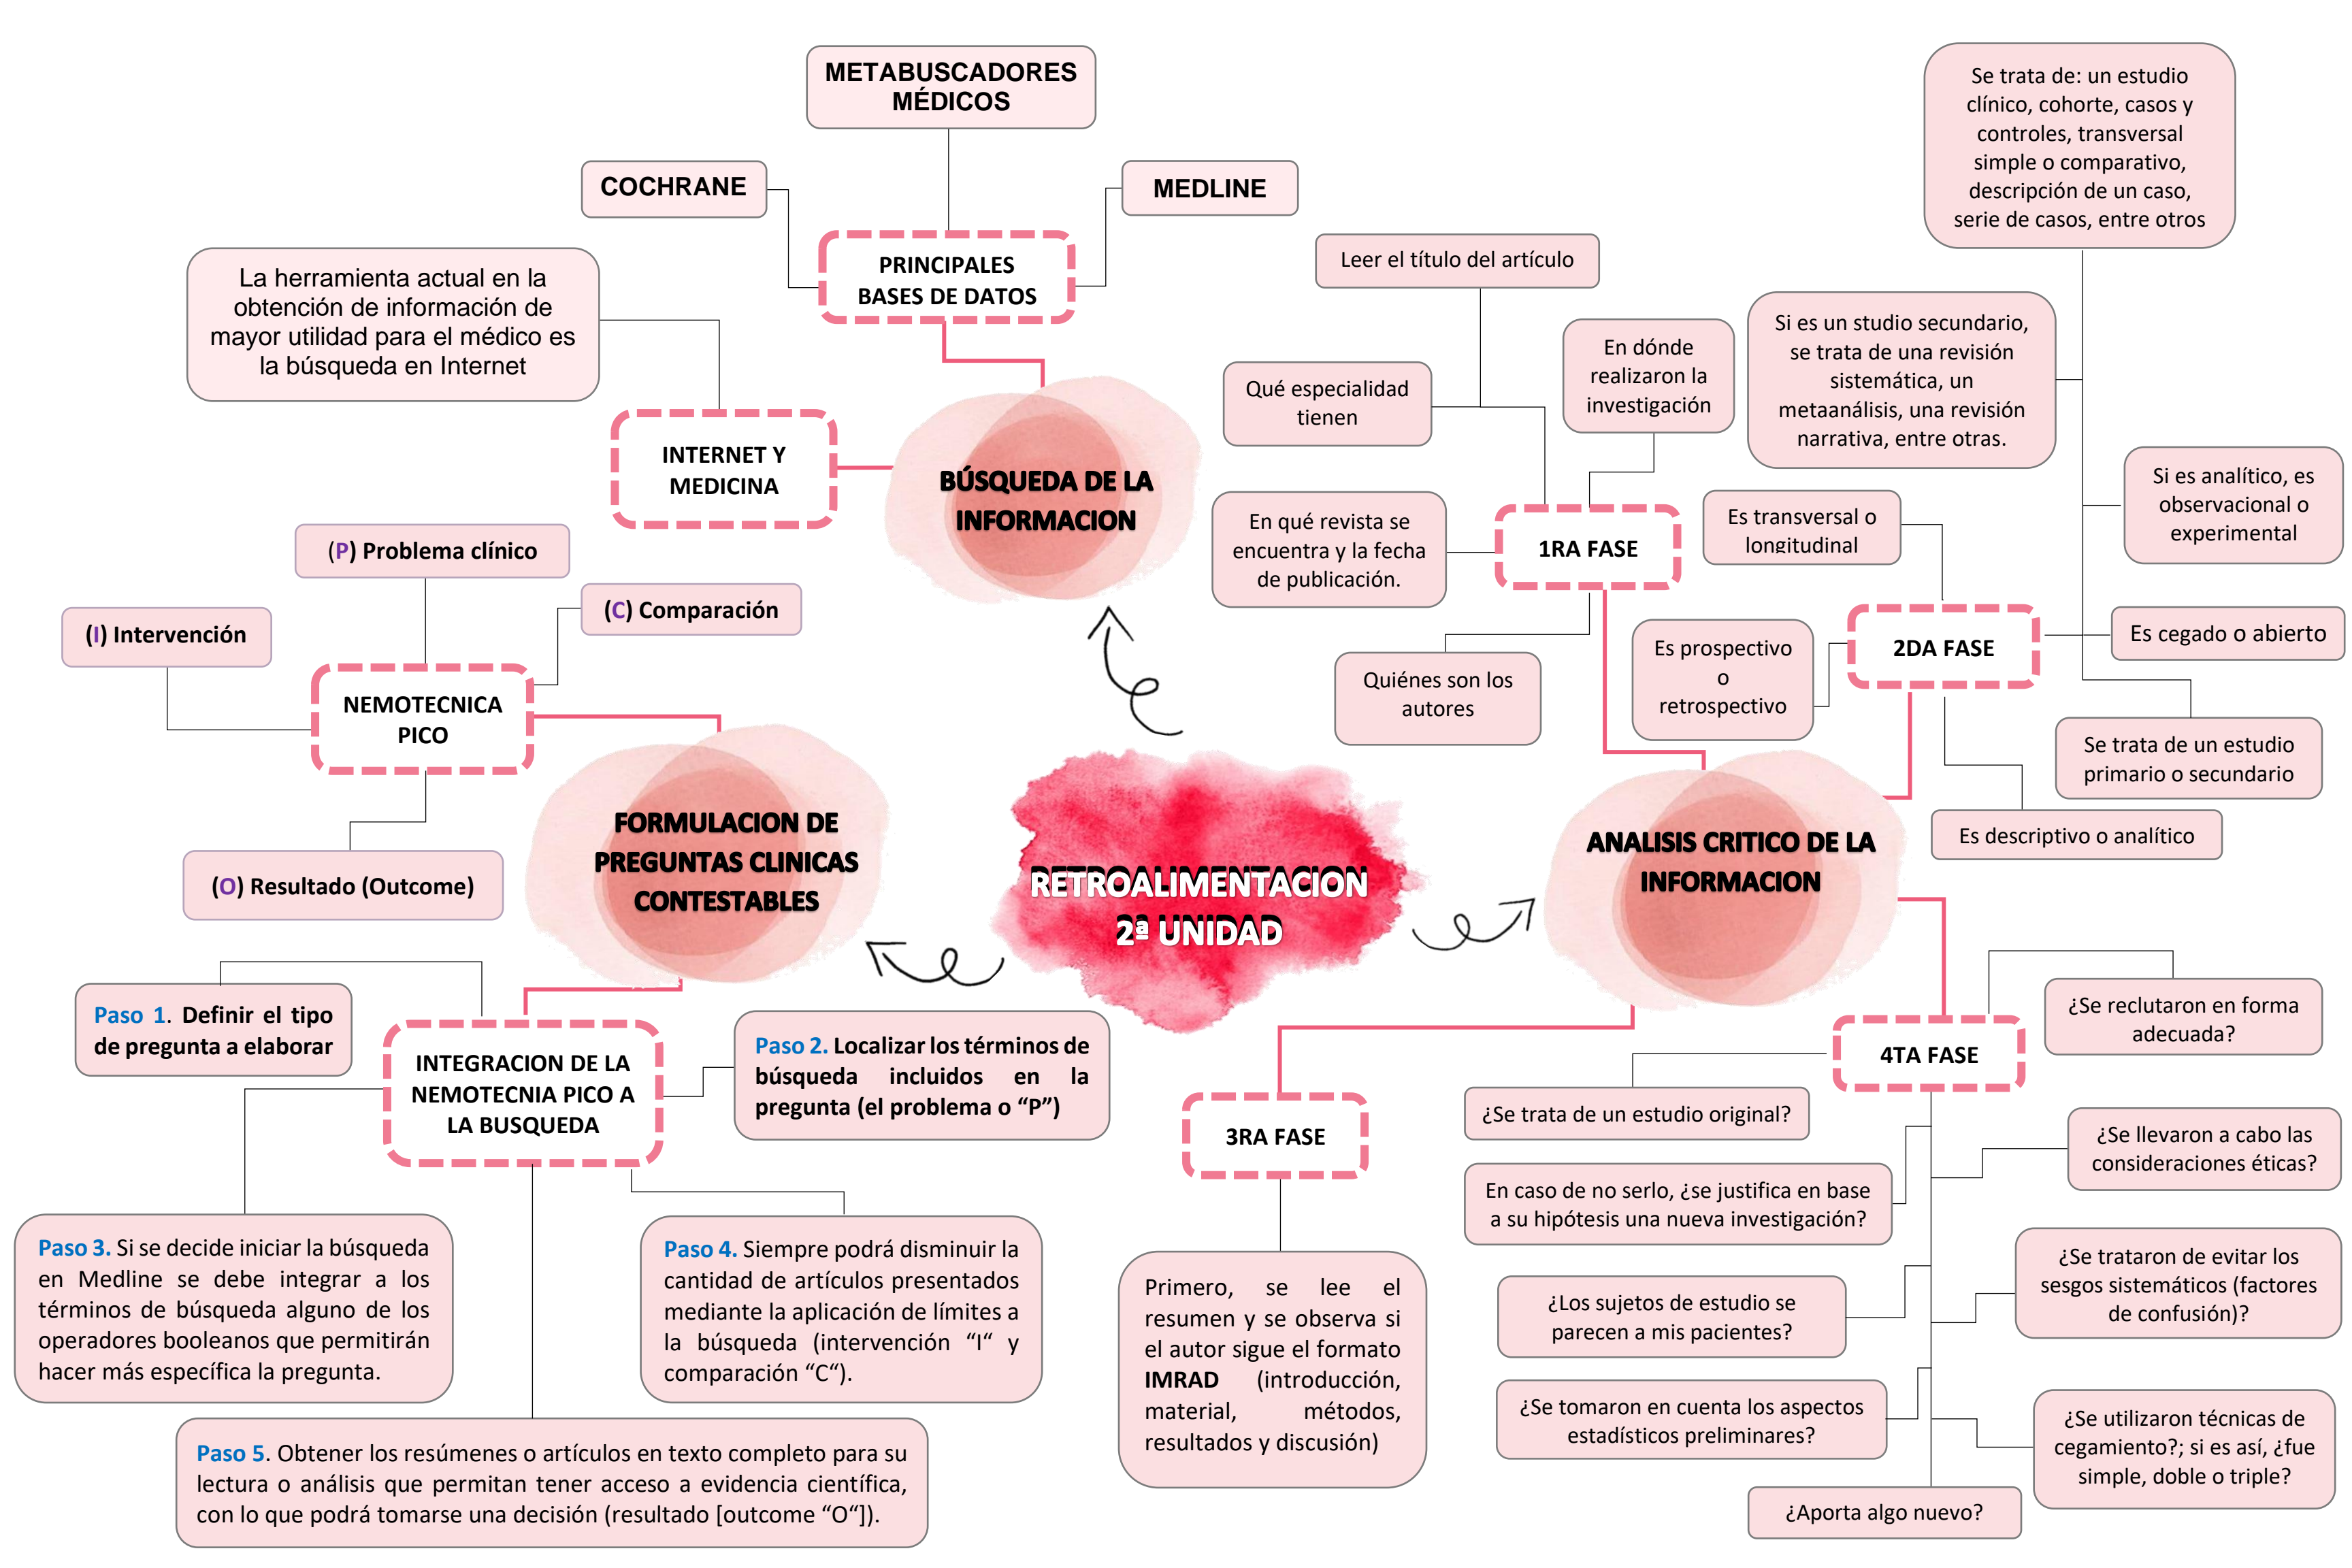 METABUSCADORES
MÉDICOS
COCHRANE
MEDLINE
PRINCIPALES
BASES DE DATOS
La herramienta actual en la
obtención de información de
mayor utilidad para el médico es
la búsqueda en Internet
INTERNET Y
MEDICINA
BÚSQUEDA DE LA
INFORMACION
(P) Problema clínico
(I) Intervención
(C) Comparación
NEMOTECNICA
PICO
(O) Resultado (Outcome)
FORMULACION DE
PREGUNTAS CLINICAS
CONTESTABLES
Paso 1. Definir el tipo
de pregunta a elaborar
INTEGRACION DE LA
NEMOTECNIA PICO A
LA BUSQUEDA
Paso 2. Localizar los términos de
búsqueda incluidos en la
pregunta (el problema o “P”)
Paso 3. Si se decide iniciar la búsqueda
en Medline se debe integrar a los
términos de búsqueda alguno de los
operadores booleanos que permitirán
hacer más específica la pregunta.
Paso 4. Siempre podrá disminuir la
cantidad de artículos presentados
mediante la aplicación de límites a
la búsqueda (intervención “I“ y
comparación “C“).
Paso 5. Obtener los resúmenes o artículos en texto completo para su
lectura o análisis que permitan tener acceso a evidencia científica,
con lo que podrá tomarse una decisión (resultado [outcome “O“]).
RETROALIMENTACION
2ª UNIDAD
ANALISIS CRITICO DE LA
INFORMACION
Leer el título del artículo
Qué especialidad
tienen
En dónde
realizaron la
investigación
En qué revista se
encuentra y la fecha
de publicación.
1RA FASE
Quiénes son los
autores
Se trata de: un estudio
clínico, cohorte, casos y
controles, transversal
simple o comparativo,
descripción de un caso,
serie de casos, entre otros
Si es un studio secundario,
se trata de una revisión
sistemática, un
metaanálisis, una revisión
narrativa, entre otras.
Si es analítico, es
observacional o
experimental
Es transversal o
longitudinal
2DA FASE
Es cegado o abierto
Es prospectivo
o
retrospectivo
Se trata de un estudio
primario o secundario
Es descriptivo o analítico
3RA FASE
Primero, se lee el
resumen y se observa si
el autor sigue el formato
IMRAD (introducción,
material, métodos,
resultados y discusión)
4TA FASE
¿Se reclutaron en forma
adecuada?
¿Se trata de un estudio original?
¿Se llevaron a cabo las
consideraciones éticas?
En caso de no serlo, ¿se justifica en base
a su hipótesis una nueva investigación?
¿Se trataron de evitar los
sesgos sistemáticos (factores
de confusión)?
¿Los sujetos de estudio se
parecen a mis pacientes?
¿Se tomaron en cuenta los aspectos
estadísticos preliminares?
¿Se utilizaron técnicas de
cegamiento?; si es así, ¿fue
simple, doble o triple?
¿Aporta algo nuevo?